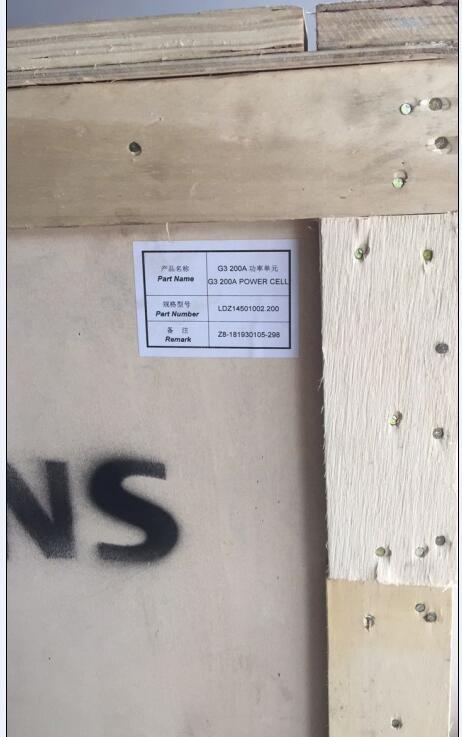 产品名称
Part Name
G3 200A 功率单元
G3 200A POWER CELL
规格型号
Part Number
LDZ14501002.200
备 注
Remark
Z8-181930105-298
NS